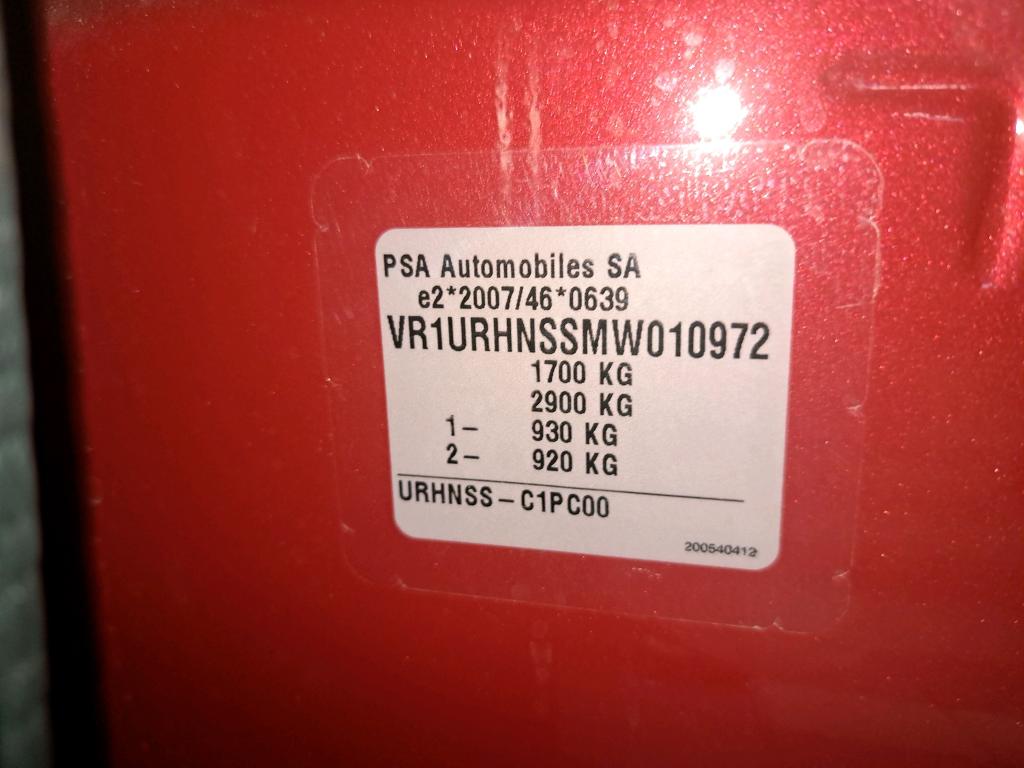 PSA Automobiles SA
e2*2007/46*0639
VR1URHNSSMW010972
1700 KG
2900 KG
1- 930 KG
2- 920 KG
URHNSS-C1PC00
200540412